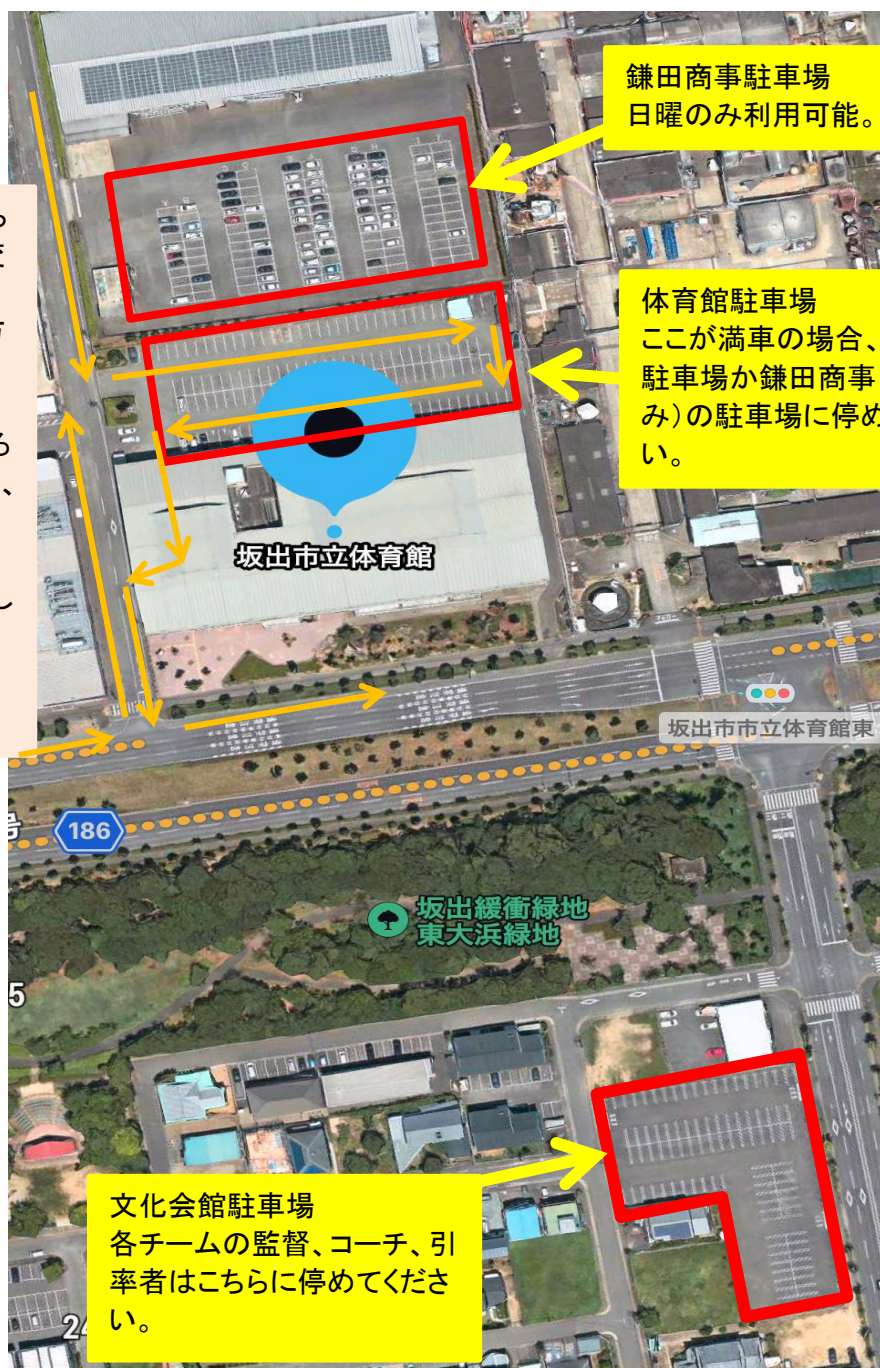 鎌田商事駐車場
日曜のみ利用可能。
体育館駐車場
ここが満車の場合、
駐車場か鎌田商事
み）の駐車場に停め
い。
ろ
、
し
坂出市立体育館
坂出市市立体育館東
186
坂出緩衝緑地
東大浜緑地
5
文化会館駐車場
各チームの監督、コーチ、引
率者はこちらに停めてくださ
い。
24